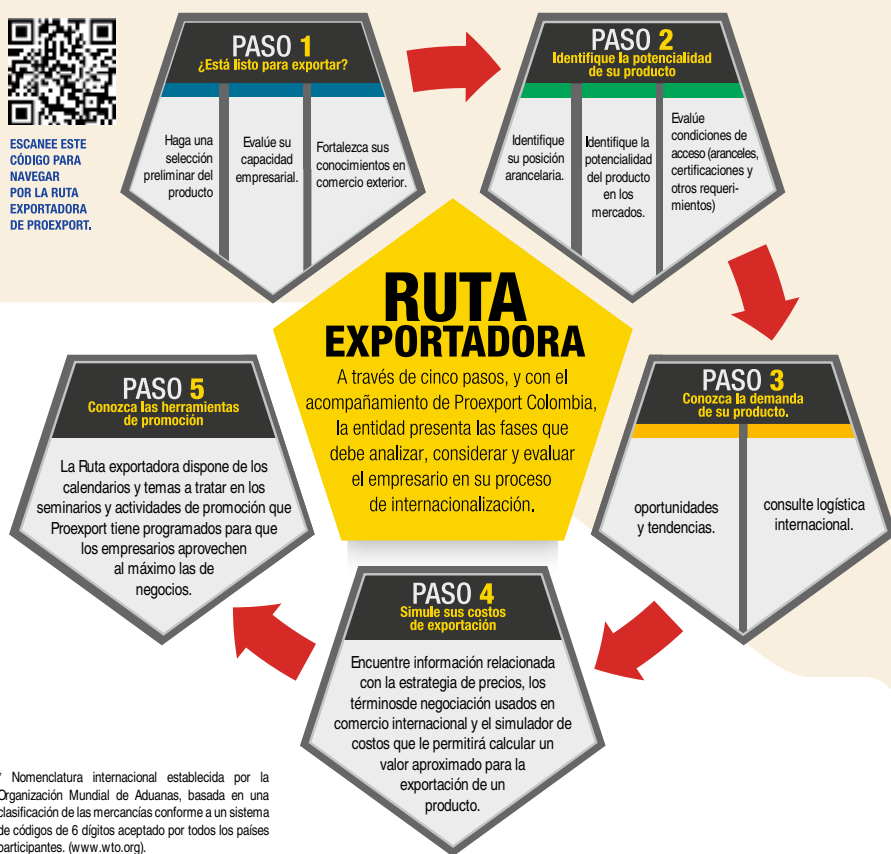 ESCANEE ESTE
CÓDIGO PARA
NAVEGAR
POR LA RUTA
EXPORTADORA
DE PROEXPORT.
PASO 1
¿Está listo para exportar?
Haga una
selección
preliminar del
producto
Evalúe su
capacidad
empresarial.
Fortalezca sus
conocimientos en
comercio exterior.
PASO 2
Identifique la potencialidad
de su producto
Identifique
su posición
arancelaria.
Identifique la
potencialidad
del producto
en los
mercados.
Evalúe
condiciones de
acceso (aranceles,
certificaciones y
otros requeri-
mientos)
RUTA
EXPORTADORA
A través de cinco pasos, y con el
acompañamiento de Proexport Colombia,
la entidad presenta las fases que
debe analizar, considerar y evaluar
el empresario en su proceso
de internacionalización.
PASO 3
Conozca la demanda
de su producto.
oportunidades
y tendencias.
consulte logística
internacional.
PASO 4
Simule sus costos
de exportación
Encuentre información relacionada
con la estrategia de precios, los
términosde negociación usados en
comercio internacional y el simulador de
costos que le permitirá calcular un
valor aproximado para la
exportación de un
producto.
PASO 5
Conozca las herramientas
de promoción
La Ruta exportadora dispone de los
calendarios y temas a tratar en los
seminarios y actividades de promoción que
Proexport tiene programados para que
los empresarios aprovechen
al máximo las de
negocios.
* Nomenclatura internacional establecida por la
Organización Mundial de Aduanas, basada en una
clasificación de las mercancías conforme a un sistema
de códigos de 6 dígitos aceptado por todos los países
participantes. (www.wto.org).